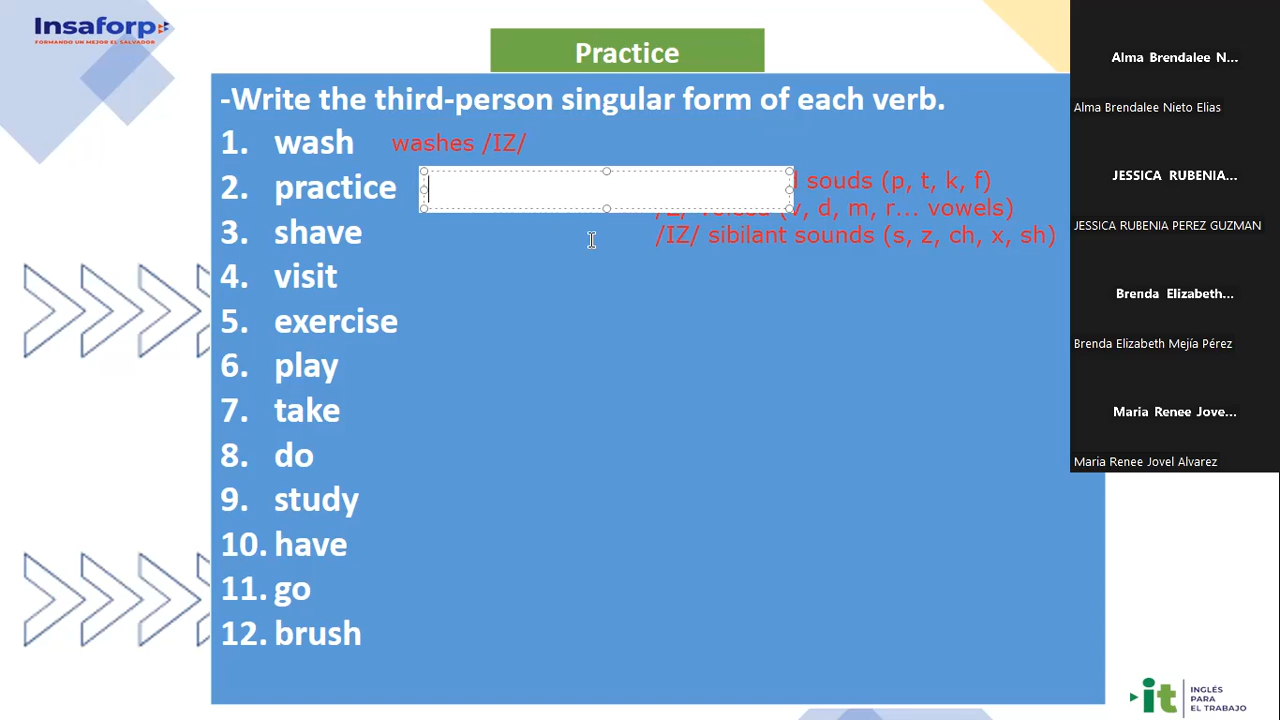 Insaforp
FORMANDO UN MEJOR EL SALVADOR
Practice
-Write the third-person singular form of each verb.
1. wash washes /IZ/
2. practice
souds (p, t, k, f)
(v, d, m, r... vowels)
3. shave
/IZ/ sibilant sounds (s, z, ch, x, sh)
4. visit
5. exercise
6. play
7. take
8. do
9. study
10. have
11. go
12. brush
Alma Brendalee N...
Alma Brendalee Nieto Elias
JESSICA RUBENIA...
JESSICA RUBENIA PEREZ GUZMAN
Brenda Elizabeth...
Brenda Elizabeth Mejía Pérez
Maria Renee Jove...
Maria Renee Jovel Alvarez
it
INGLÉS
PARA
EL TRABAJO